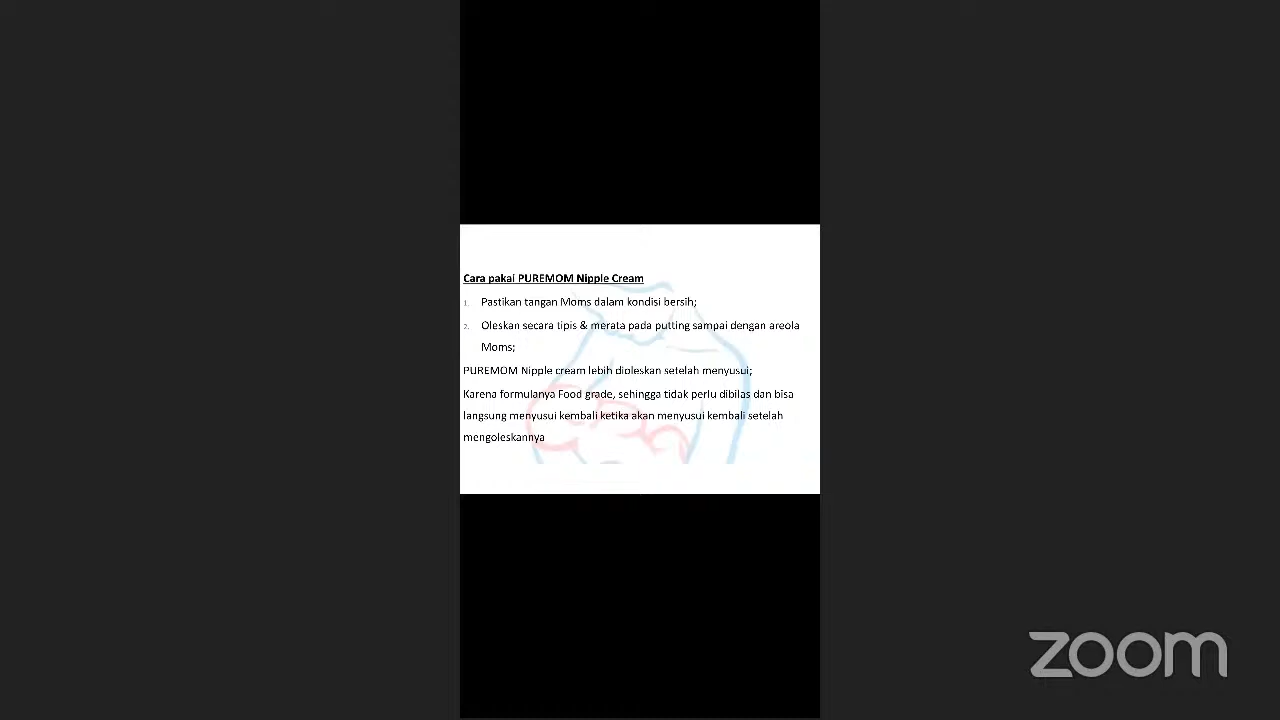 Cara pakai PUREMOM Nipple Cream
1. Pastikan tangan Moms dalam kondisi bersih;
2. Oleskan secara tipis & merata pada putting sampai dengan areola
Moms;
PUREMOM Nipple cream lebih dioleskan setelah menyusui;
Karena formulanya Food grade, sehingga tidak perlu dibilas dan bisa
langsung menyusui kembali ketika akan menyusui kembali setelah
mengoleskannya
zoom